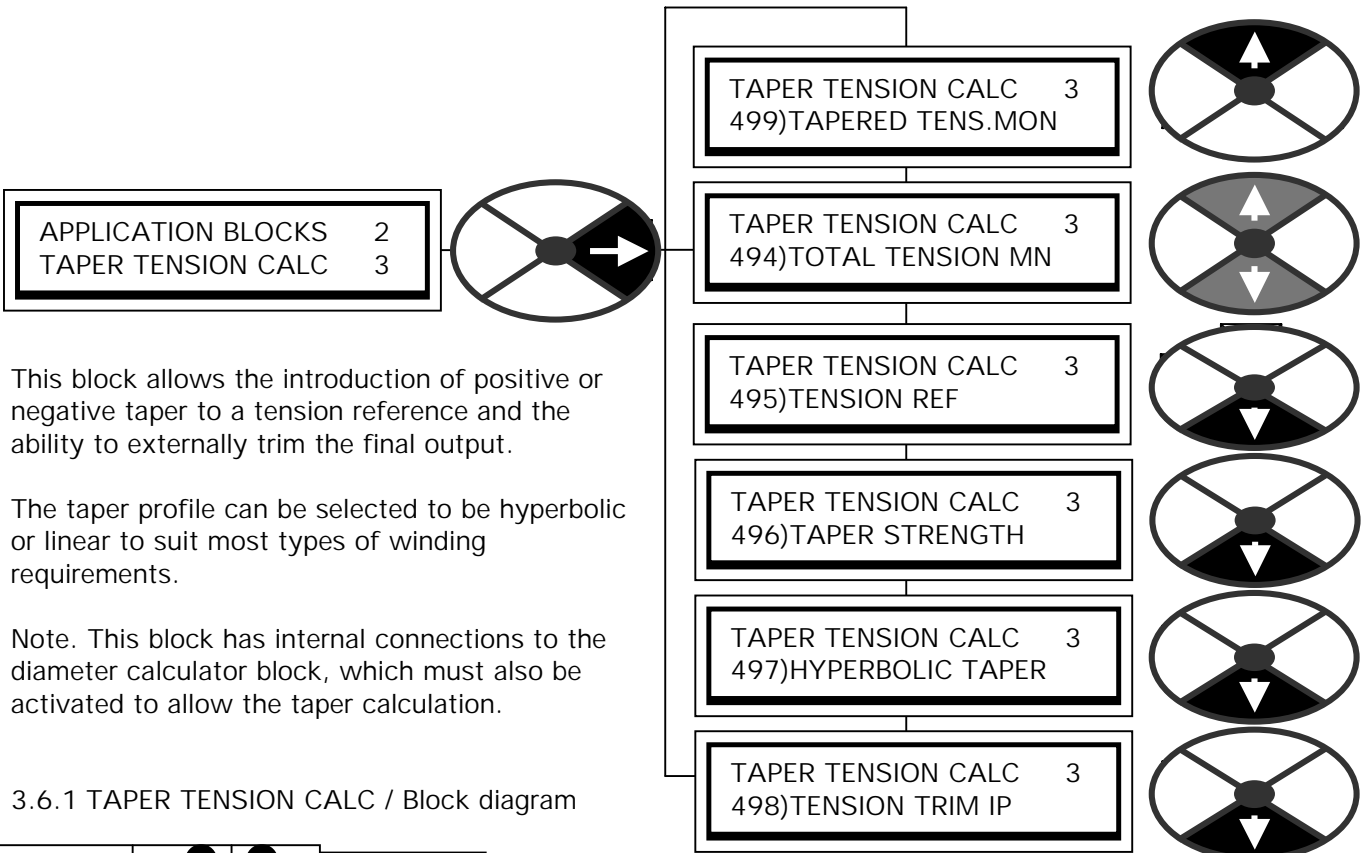 TAPER TENSION CALC 3
499)TAPERED TENS.MON
APPLICATION BLOCKS 2
TAPER TENSION CALC 3
TAPER TENSION CALC 3
494)TOTAL TENSION MN
TAPER TENSION CALC 3
495)TENSION REF
TAPER TENSION CALC 3
496)TAPER STRENGTH
TAPER TENSION CALC 3
497)HYPERBOLIC TAPER
TAPER TENSION CALC 3
498)TENSION TRIM IP
This block allows the introduction of positive or
negative taper to a tension reference and the
ability to externally trim the final output.
The taper profile can be selected to be hyperbolic
or linear to suit most types of winding
requirements.
Note. This block has internal connections to the
diameter calculator block, which must also be
activated to allow the taper calculation.
3.6.1 TAPER TENSION CALC / Block diagram